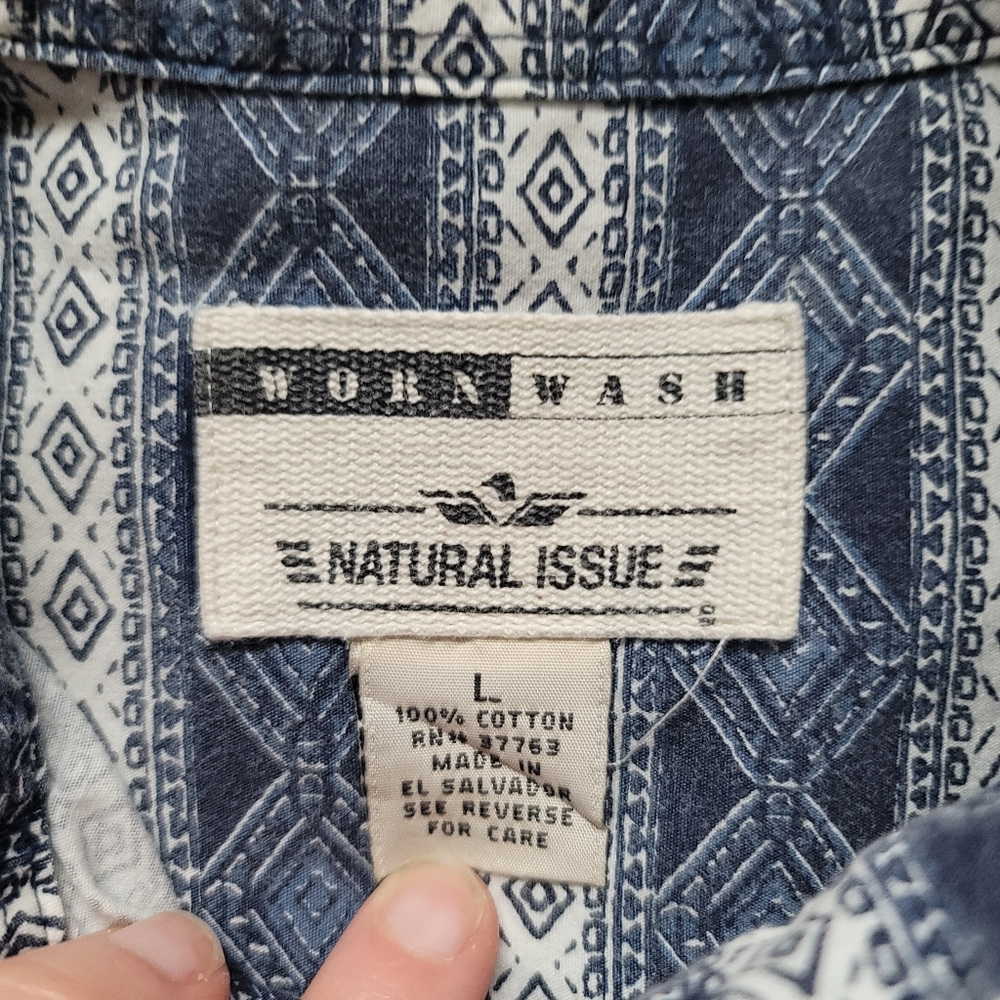 WORN WASH
NATURAL ISSUE
L
100% COTTON
RN# 37763
MADE IN
EL SALVADOR
SEE REVERSE
FOR CARE